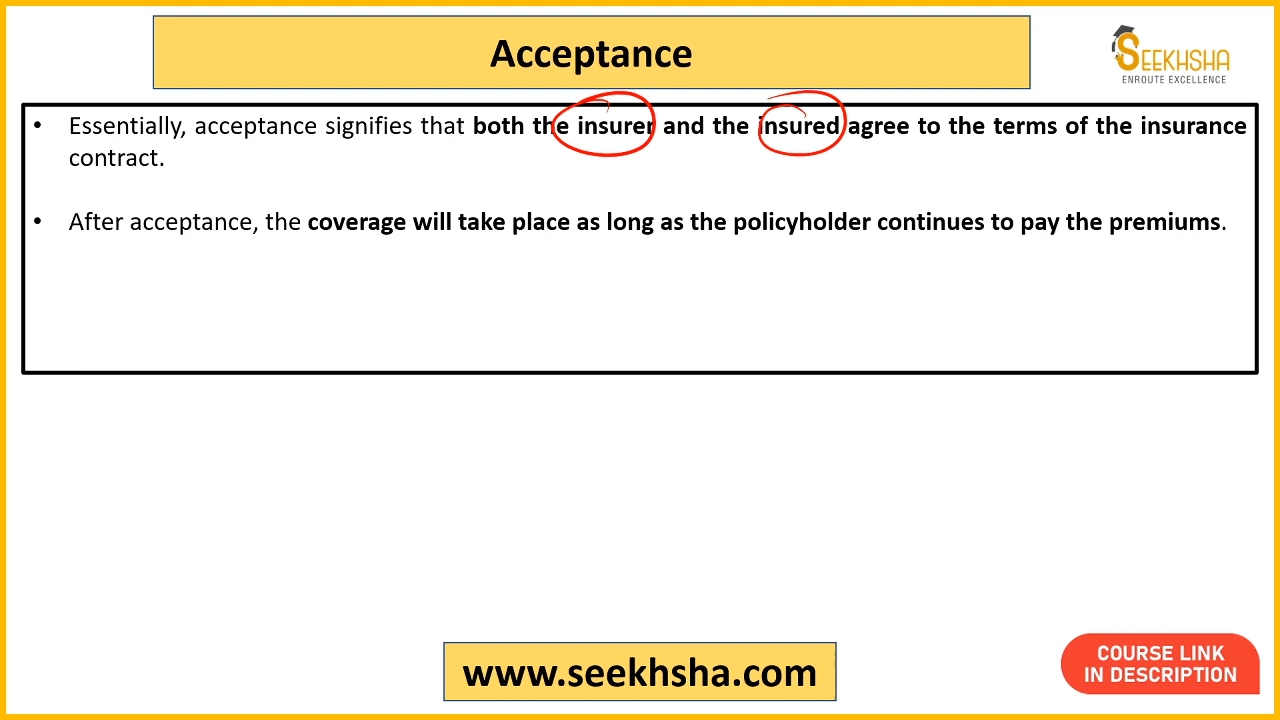 Acceptance
SEEKHSHA
ENROUTE EXCELLENCE
• Essentially, acceptance signifies that both the insurer and the insured agree to the terms of the insurance
contract.
• After acceptance, the coverage will take place as long as the policyholder continues to pay the premiums.
www.seekhsha.com
COURSE LINK
IN DESCRIPTION